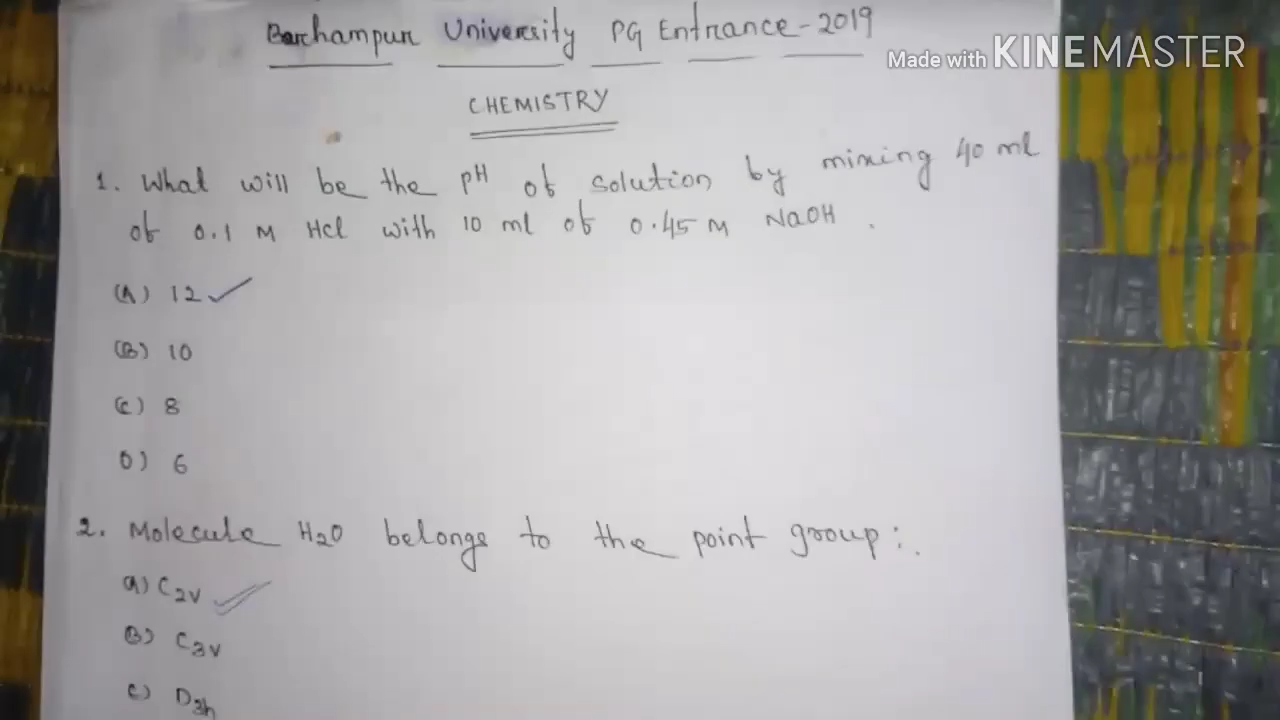 Berhampur University PG Entrance - 2019
Made with KINEMASTER
CHEMISTRY
1. What will be the pH of solution by mixing 40 ml
of 0.1 M HCl with 10 ml of 0.45 M NaOH .
(A) 12
(B) 10
(C) 8
D) 6
2. Molecule H2O belongs to the point group :.
a) C2v
B) C3v
C) D3h